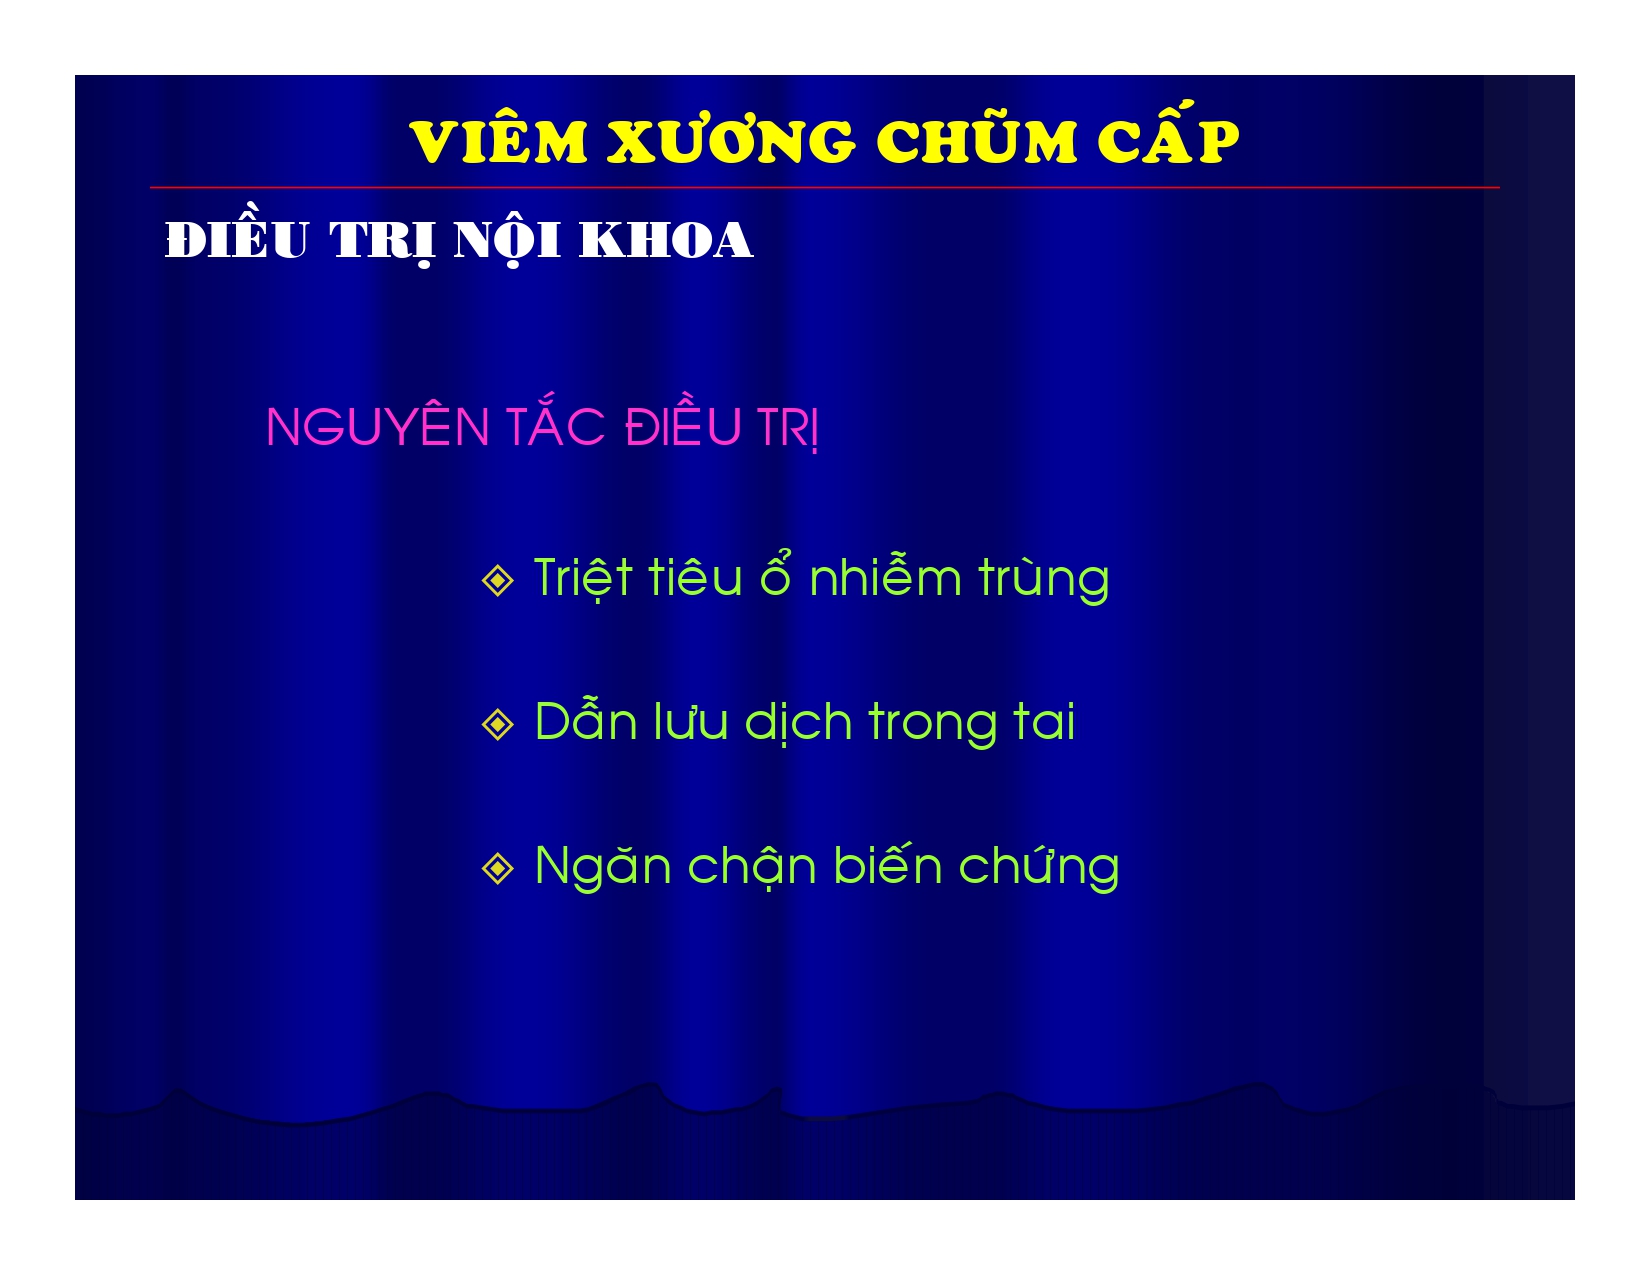 VIÊM XƯƠNG CHŨM CẤP
ĐIỀU TRỊ NỘI KHOA
NGUYÊN TẮC ĐIỀU TRỊ
Triệt tiêu ổ nhiễm trùng
Dẫn lưu dịch trong tai
Ngăn chận biến chứng